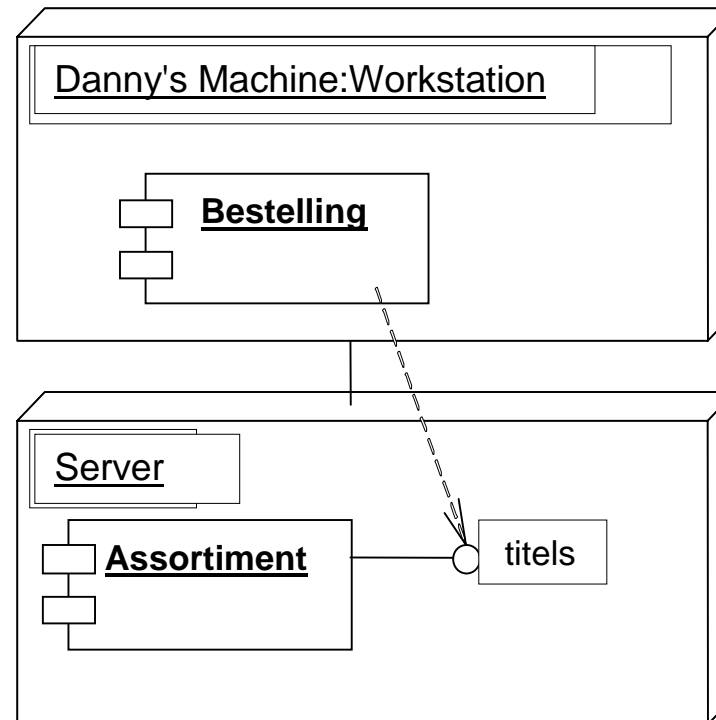 Danny's Machine:Workstation
Bestelling
Server
Assortiment
titels